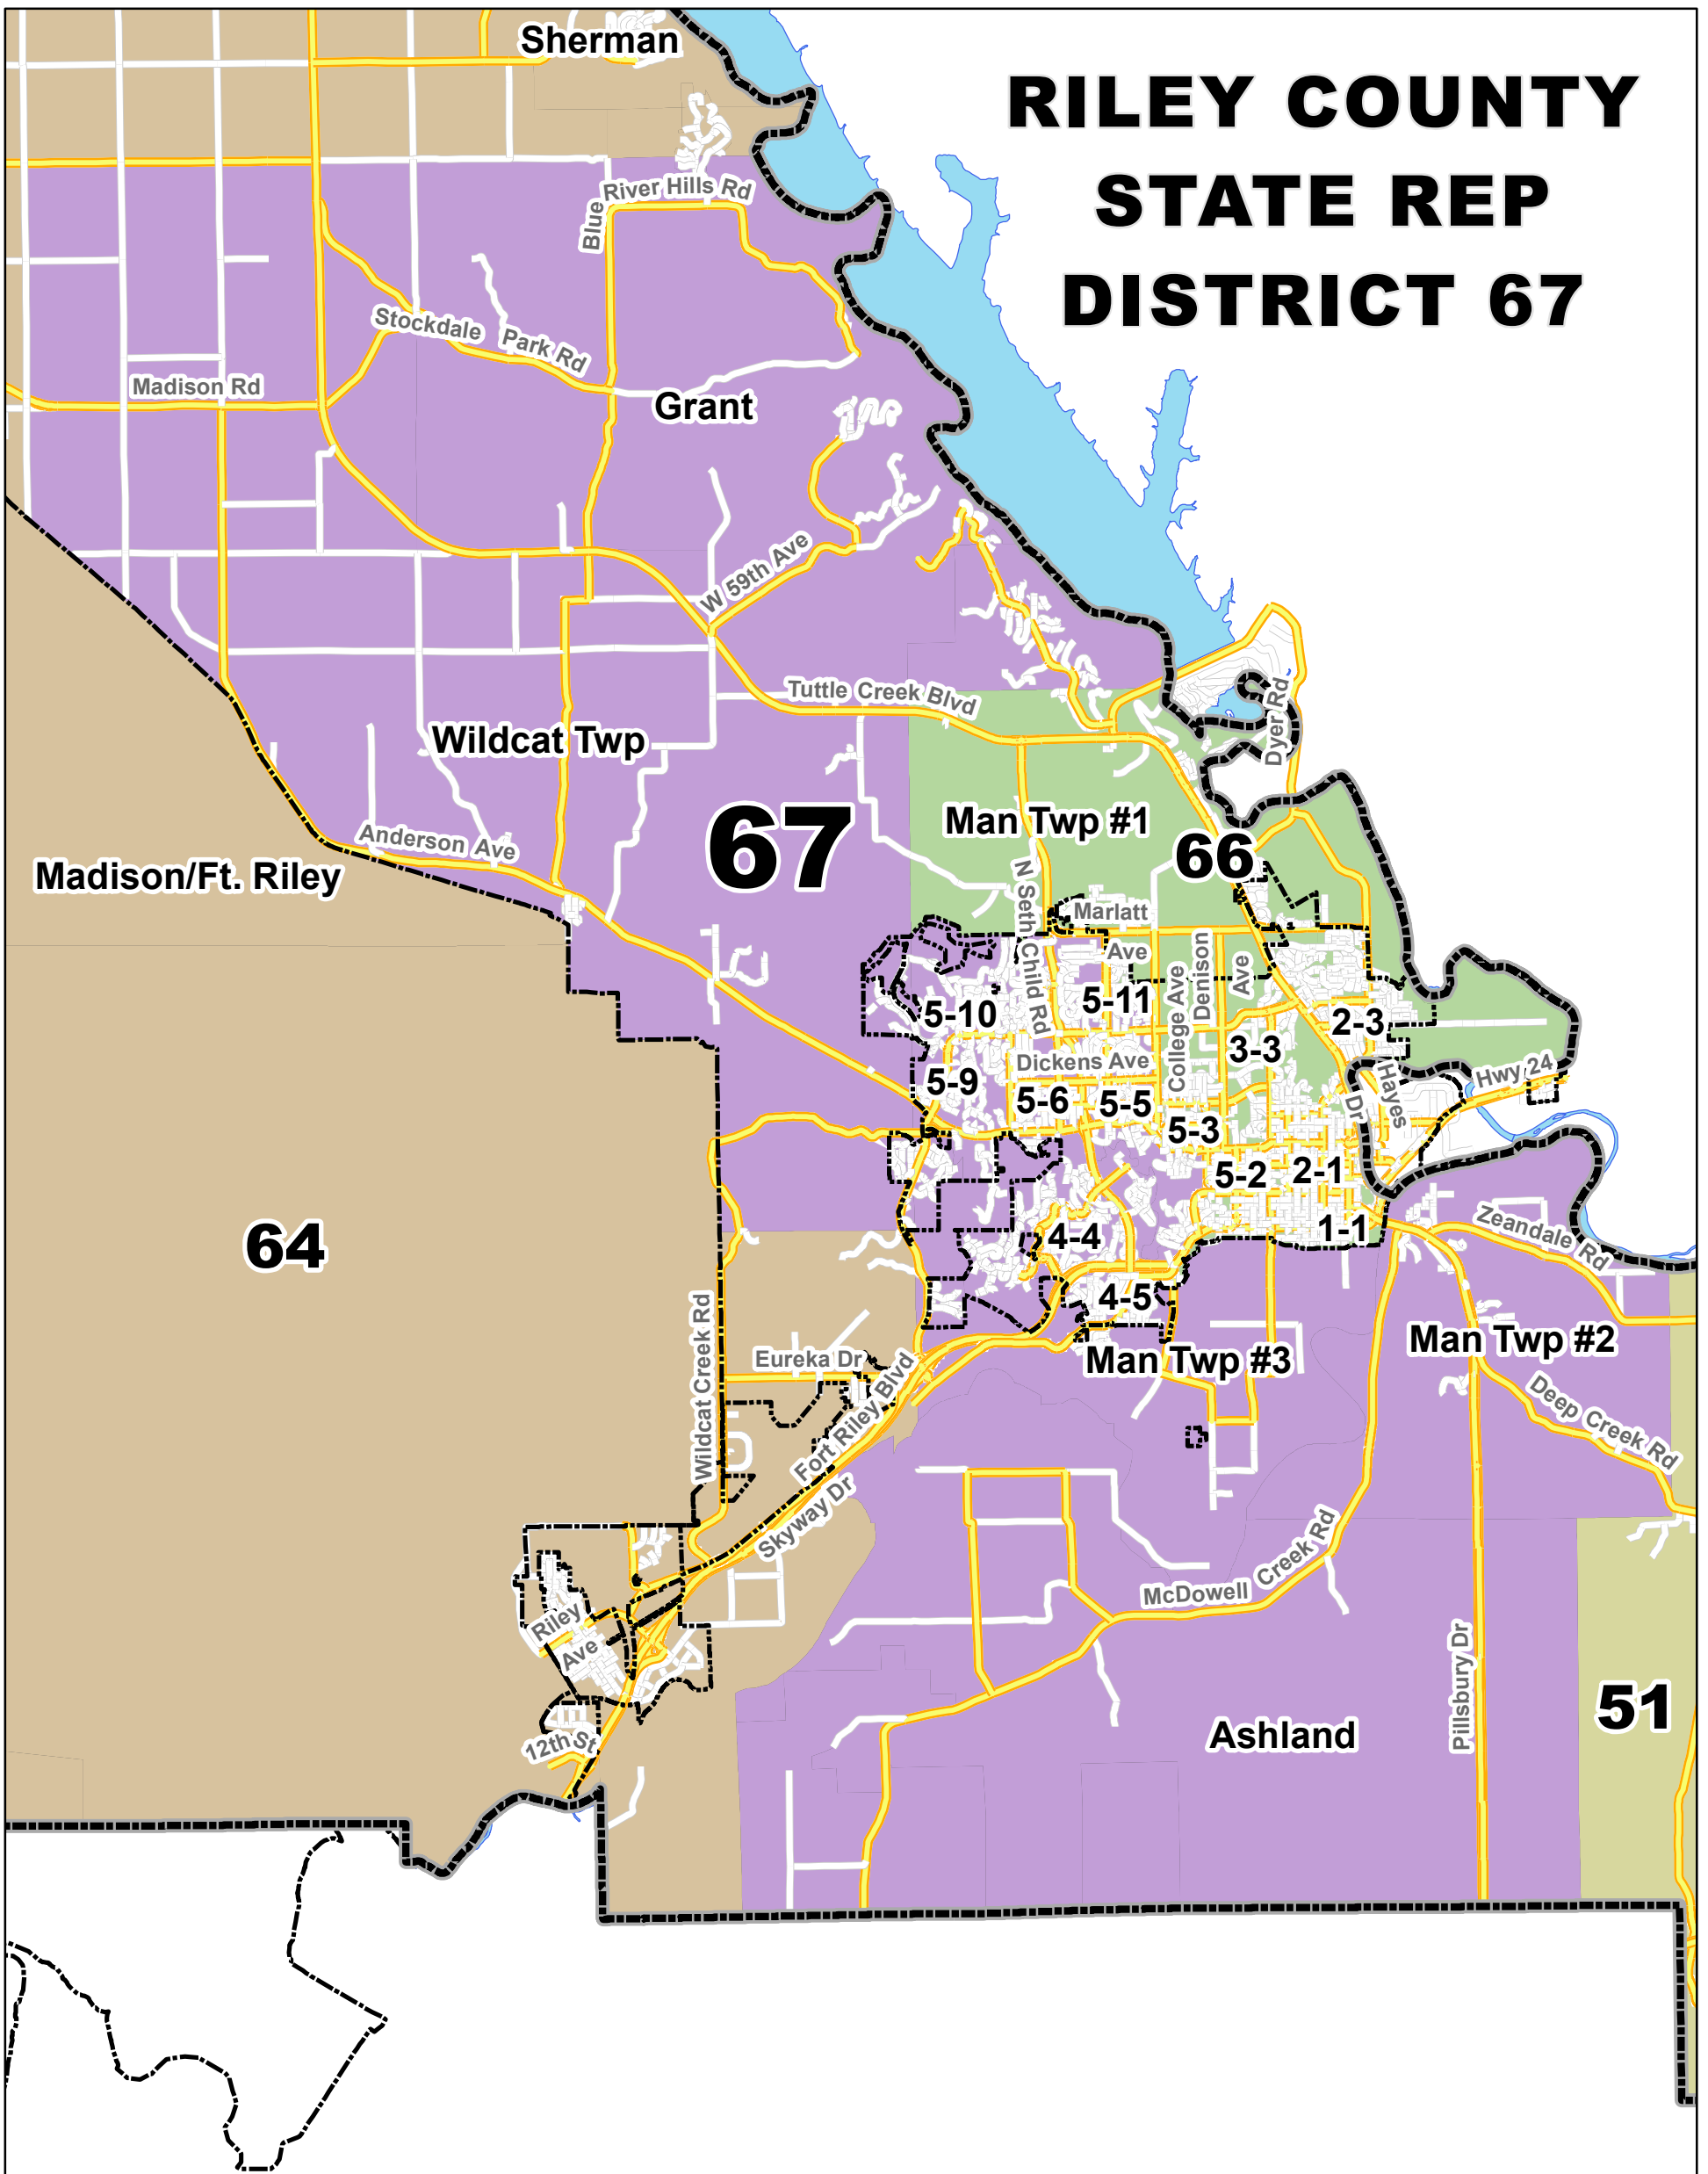 RILEY COUNTY
STATE REP
DISTRICT 67
Sherman
Blue
River Hills Rd
Stockdale
Park Rd
Madison Rd
Grant
W 59th Ave
Tuttle Creek Blvd
Dyer Rd
Wildcat Twp
67
Man Twp #1
66
Anderson Ave
Madison/Ft. Riley
N Seth Child Rd
Marlatt
Ave
College Ave
Denison
Ave
5-10
5-11
2-3
3-3
5-9
Dickens Ave
5-6
5-5
5-3
Hayes
Dr
Hwy 24
5-2
2-1
1-1
4-4
4-5
64
Zeandale Rd
Wildcat Creek Rd
Eureka Dr
Man Twp #3
Man Twp #2
Fort Riley Blvd
Skyway Dr
Deep Creek Rd
McDowell
Creek Rd
Riley
Ave
12th St
Pillsbury Dr
Ashland
51